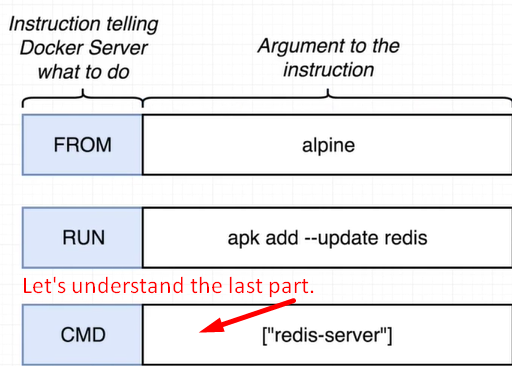 Instruction telling
Docker Server
what to do
Argument to the
instruction
FROM
alpine
RUN
apk add --update redis
Let's understand the last part.
CMD
["redis-server"]